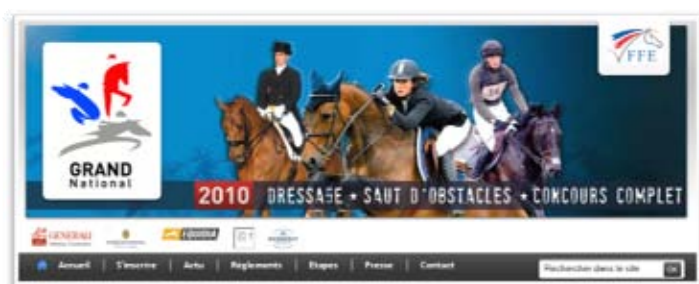 FFE
GRAND
National
2010 DRESSAGE ★ SAUT D'OBSTACLES ★ CONCOURS COMPLET
GENERALI
Accueil | S'inscrire | Actu | Règlements | Etapes | Presse | Contact
Rechercher dans le site